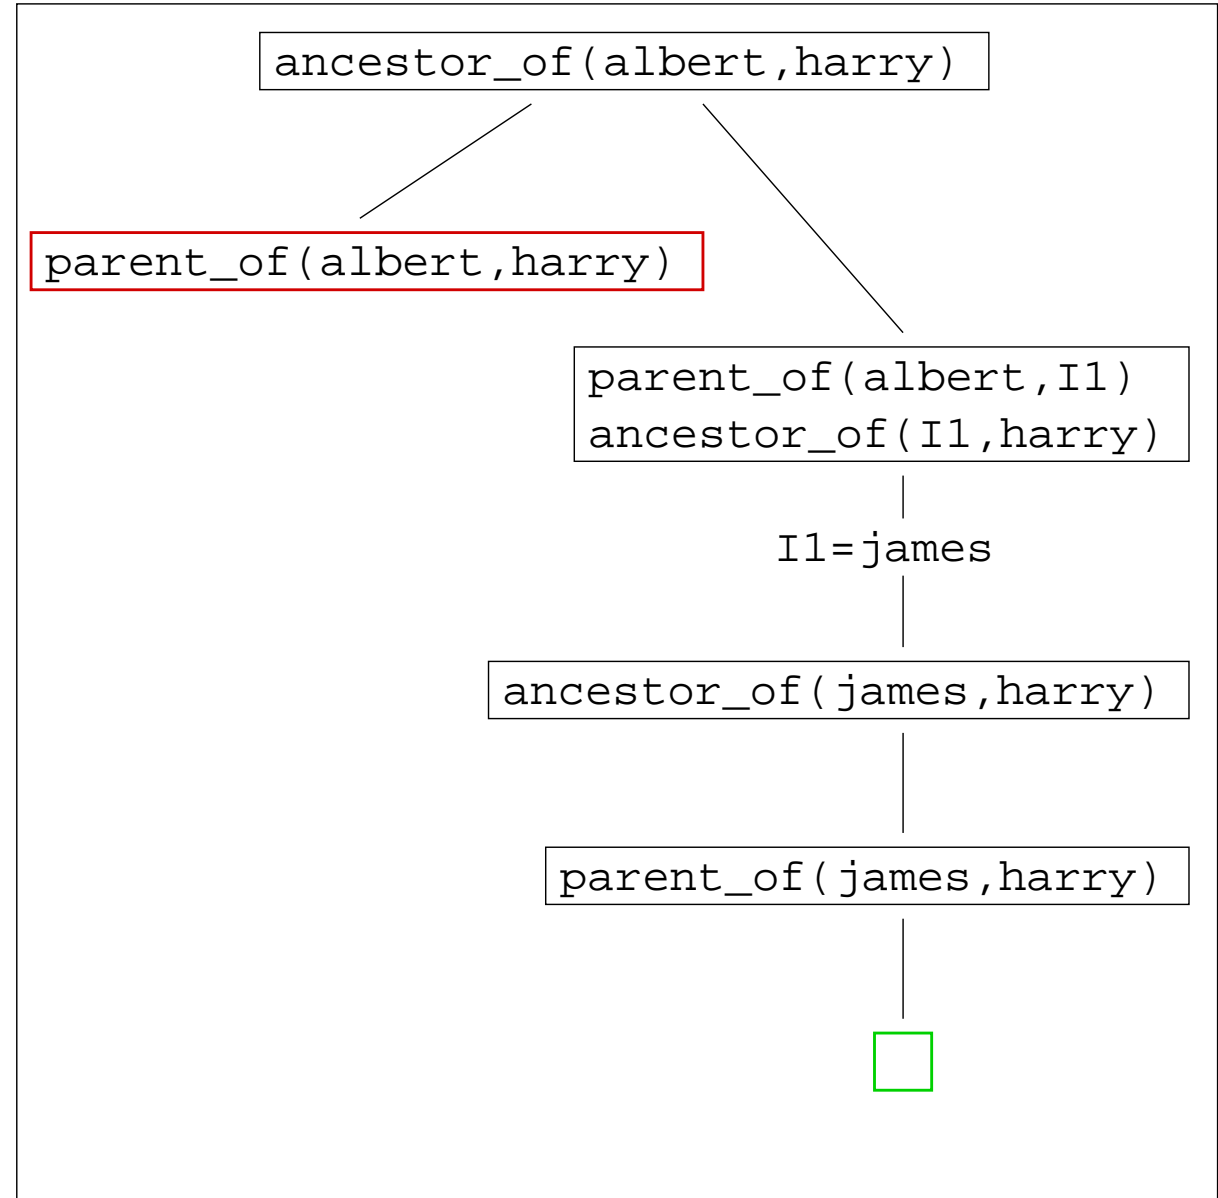 ancestor_of(albert,harry)
parent_of(albert,harry)
parent_of(albert,I1)
ancestor_of(I1,harry)
I1=james
ancestor_of(james,harry)
parent_of(james,harry)